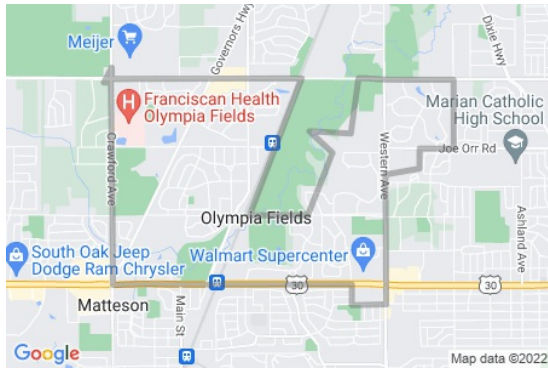 Meijer
Governors Hwy
Dixie Hwy
Franciscan Health
Olympia Fields
Marian Catholic
High School
Crawford Ave
Western Ave
Joe Orr Rd
Olympia Fields
Ashland Ave
South Oak Jeep
Dodge Ram Chrysler
Walmart Supercenter
30
30
Matteson
Main St
Google
Map data ©2022